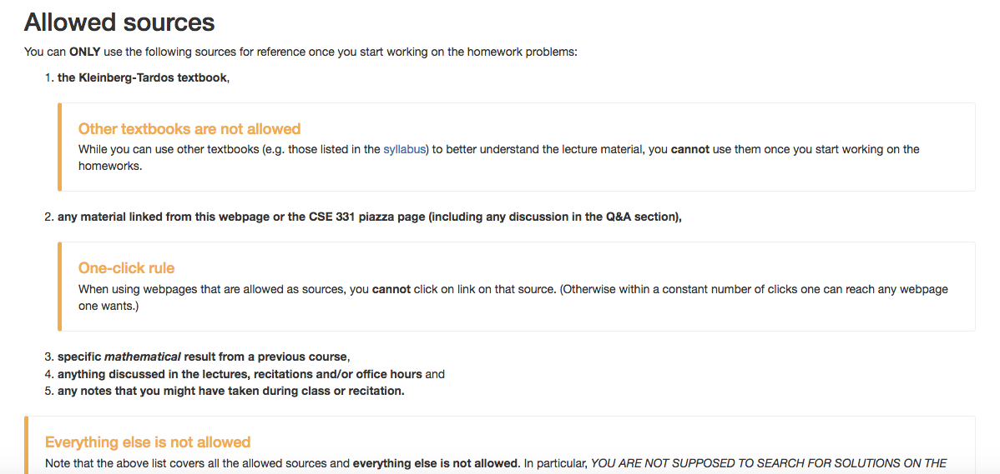 Allowed sources
You can ONLY use the following sources for reference once you start working on the homework problems:
1. the Kleinberg-Tardos textbook,
Other textbooks are not allowed
While you can use other textbooks (e.g. those listed in the syllabus) to better understand the lecture material, you cannot use them once you start working on the
homeworks.
2. any material linked from this webpage or the CSE 331 piazza page (including any discussion in the Q&A section),
One-click rule
When using webpages that are allowed as sources, you cannot click on link on that source. (Otherwise within a constant number of clicks one can reach any webpage
one wants.)
3. specific mathematical result from a previous course,
4. anything discussed in the lectures, recitations and/or office hours and
5. any notes that you might have taken during class or recitation.
Everything else is not allowed
Note that the above list covers all the allowed sources and everything else is not allowed. In particular, YOU ARE NOT SUPPOSED TO SEARCH FOR SOLUTIONS ON THE